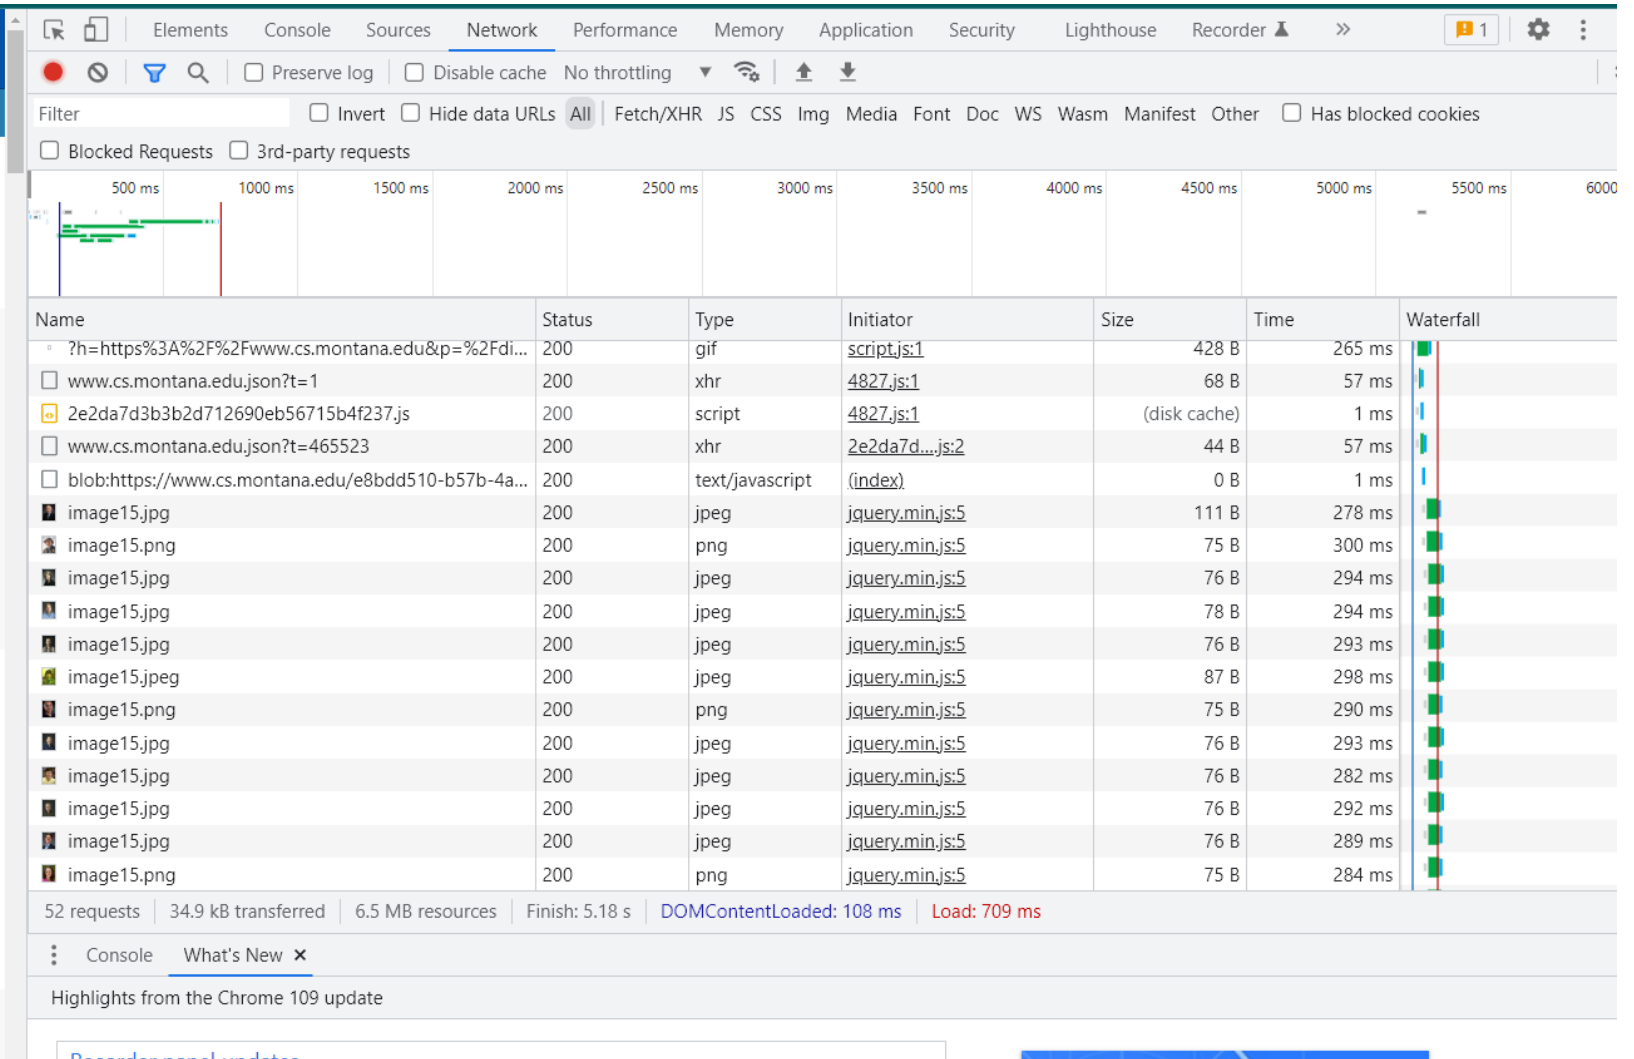 Elements Console Sources Network Performance Memory Application Security Lighthouse Recorder » 1
Preserve log Disable cache No throttling
Filter Invert Hide data URLs All Fetch/XHR JS CSS Img Media Font Doc WS Wasm Manifest Other Has blocked cookies
Blocked Requests 3rd-party requests
500 ms 1000 ms 1500 ms 2000 ms 2500 ms 3000 ms 3500 ms 4000 ms 4500 ms 5000 ms 5500 ms 6000
Name Status Type Initiator Size Time Waterfall
?h=https%3A%2F%2Fwww.cs.montana.edu&p=%2Fdi... 200 gif script.js:1 428 B 265 ms
www.cs.montana.edu.json?t=1 200 xhr 4827.js:1 68 B 57 ms
2e2da7d3b3b2d712690eb56715b4f237.js 200 script 4827.js:1 (disk cache) 1 ms
www.cs.montana.edu.json?t=465523 200 xhr 2e2da7d....js:2 44 B 57 ms
blob:https://www.cs.montana.edu/e8bdd510-b57b-4a... 200 text/javascript (index) 0 B 1 ms
image15.jpg 200 jpeg jquery.min.js:5 111 B 278 ms
image15.png 200 png jquery.min.js:5 75 B 300 ms
image15.jpg 200 jpeg jquery.min.js:5 76 B 294 ms
image15.jpg 200 jpeg jquery.min.js:5 78 B 294 ms
image15.jpg 200 jpeg jquery.min.js:5 76 B 293 ms
image15.jpeg 200 jpeg jquery.min.js:5 87 B 298 ms
image15.png 200 png jquery.min.js:5 75 B 290 ms
image15.jpg 200 jpeg jquery.min.js:5 76 B 293 ms
image15.jpg 200 jpeg jquery.min.js:5 76 B 282 ms
image15.jpg 200 jpeg jquery.min.js:5 76 B 292 ms
image15.jpg 200 jpeg jquery.min.js:5 76 B 289 ms
image15.png 200 png jquery.min.js:5 75 B 284 ms
52 requests 34.9 kB transferred 6.5 MB resources Finish: 5.18 s DOMContentLoaded: 108 ms Load: 709 ms
Console What's New ×
Highlights from the Chrome 109 update
Recorder panel updates